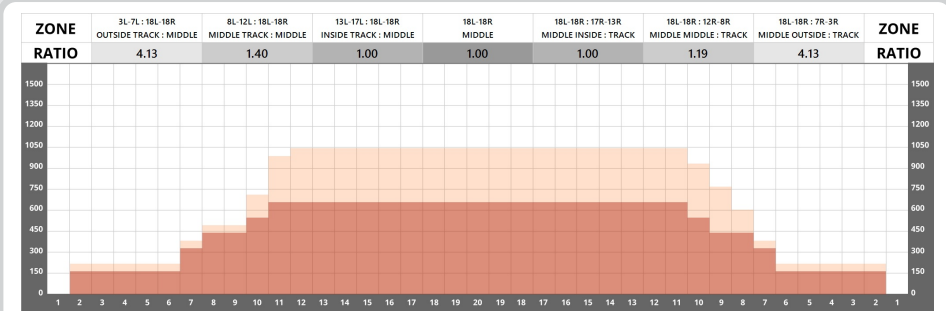 ZONE 3L-7L : 18L-18R 8L-12L : 18L-18R 13L-17L : 18L-18R 18L-18R 18L-18R : 17R-13R 18L-18R : 12R-8R 18L-18R : 7R-3R ZONE
OUTSIDE TRACK : MIDDLE MIDDLE TRACK : MIDDLE INSIDE TRACK : MIDDLE MIDDLE MIDDLE INSIDE : TRACK MIDDLE MIDDLE : TRACK MIDDLE OUTSIDE : TRACK
RATIO 4.13 1.40 1.00 1.00 1.00 1.19 4.13 RATIO
1500 1500
1350 1350
1200 1200
1050 1050
900 900
750 750
600 600
450 450
300 300
150 150
0 0
1 2 3 4 5 6 7 8 9 10 11 12 13 14 15 16 17 18 19 20 19 18 17 16 15 14 13 12 11 10 9 8 7 6 5 4 3 2 1